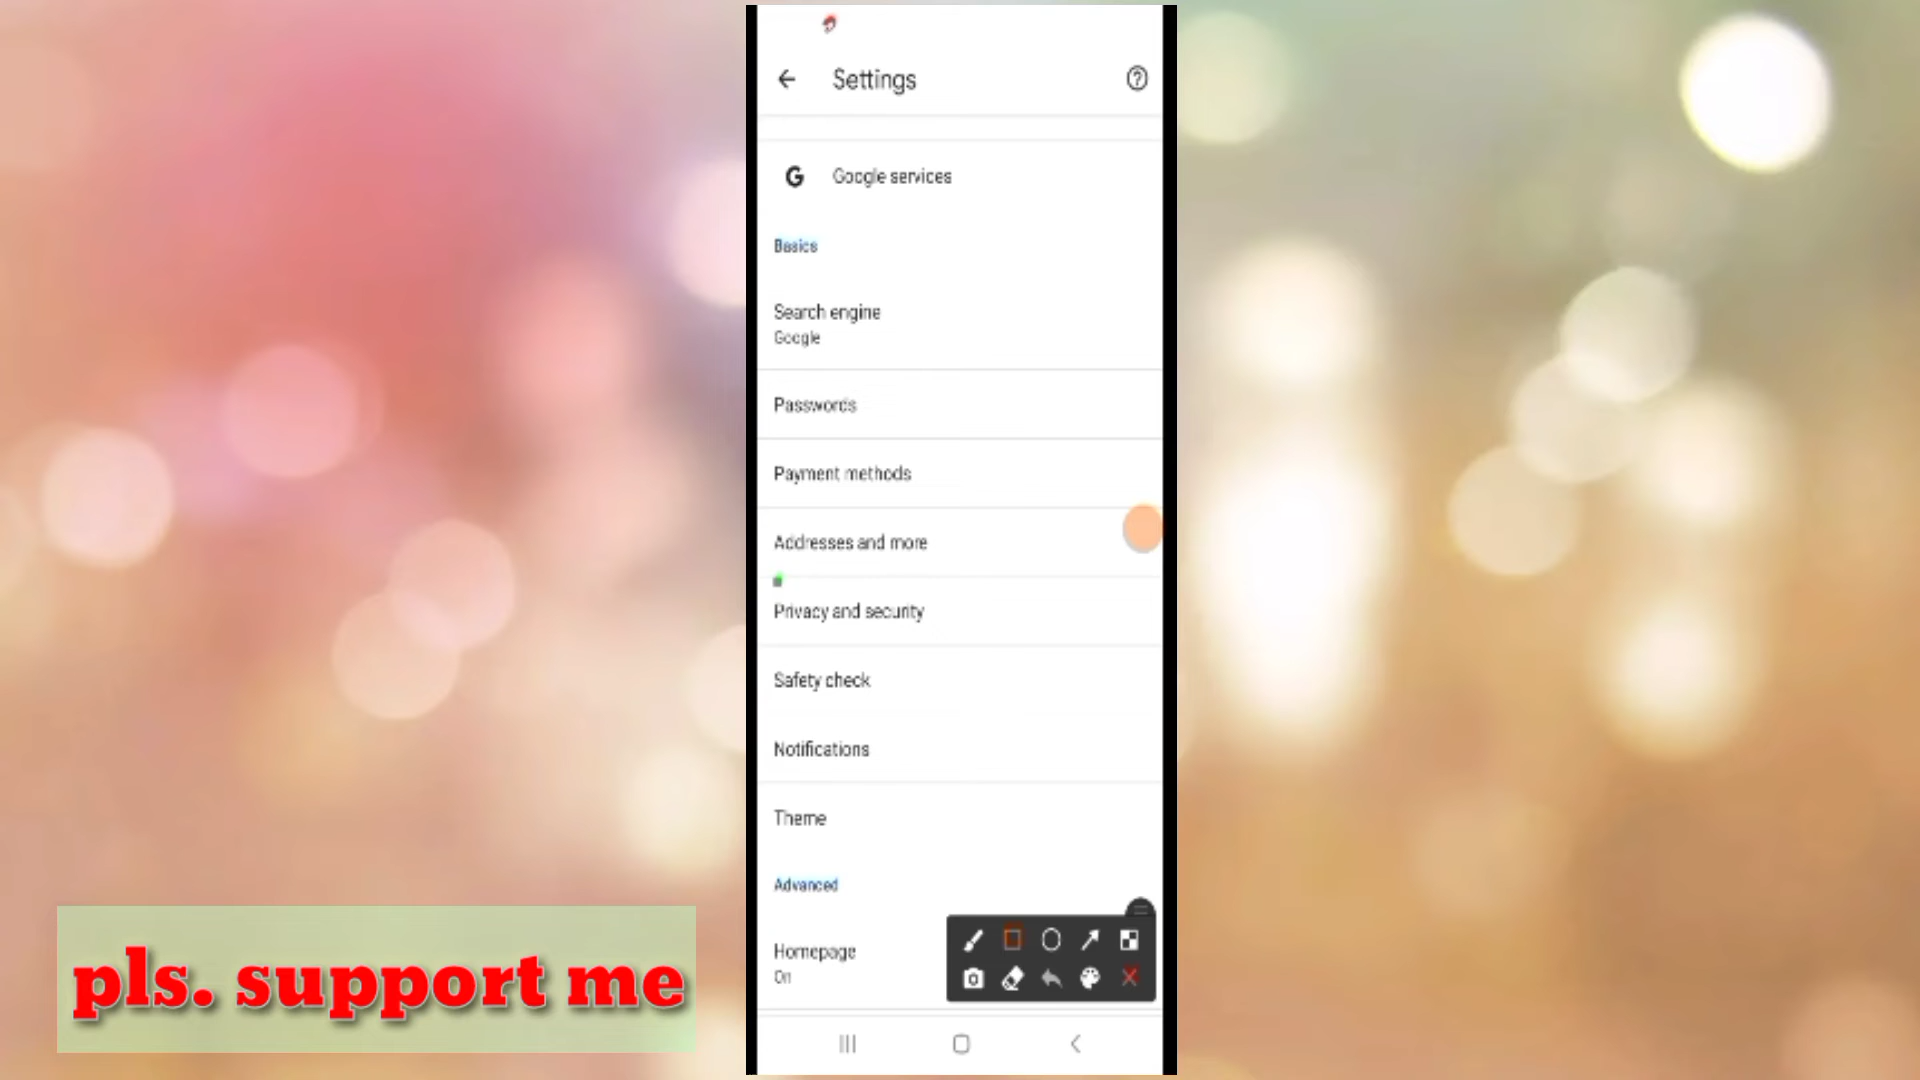 Settings
Google services
Basics
Search engine
Google
Passwords
Payment methods
Addresses and more
Privacy and security
Safety check
Notifications
Theme
Advanced
Homepage
On
pls. support me